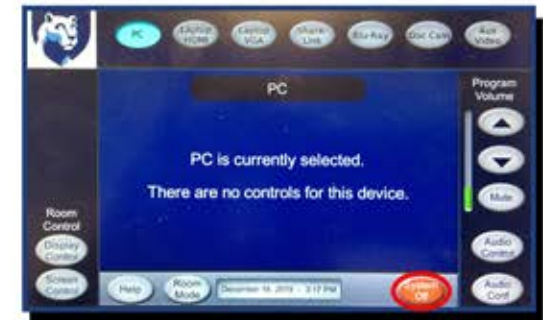 PC
Laptop
HDMI
Laptop
VGA
Share-
Link
Blu-Ray
Doc Cam
Aux
Video
PC
Program
Volume
PC is currently selected.
There are no controls for this device.
Mute
Room
Control
Display
Control
Audio
Control
Screen
Control
Help
Room
Mode
December 18, 2019 - 3:17 PM
System
Off
Audio
Conf